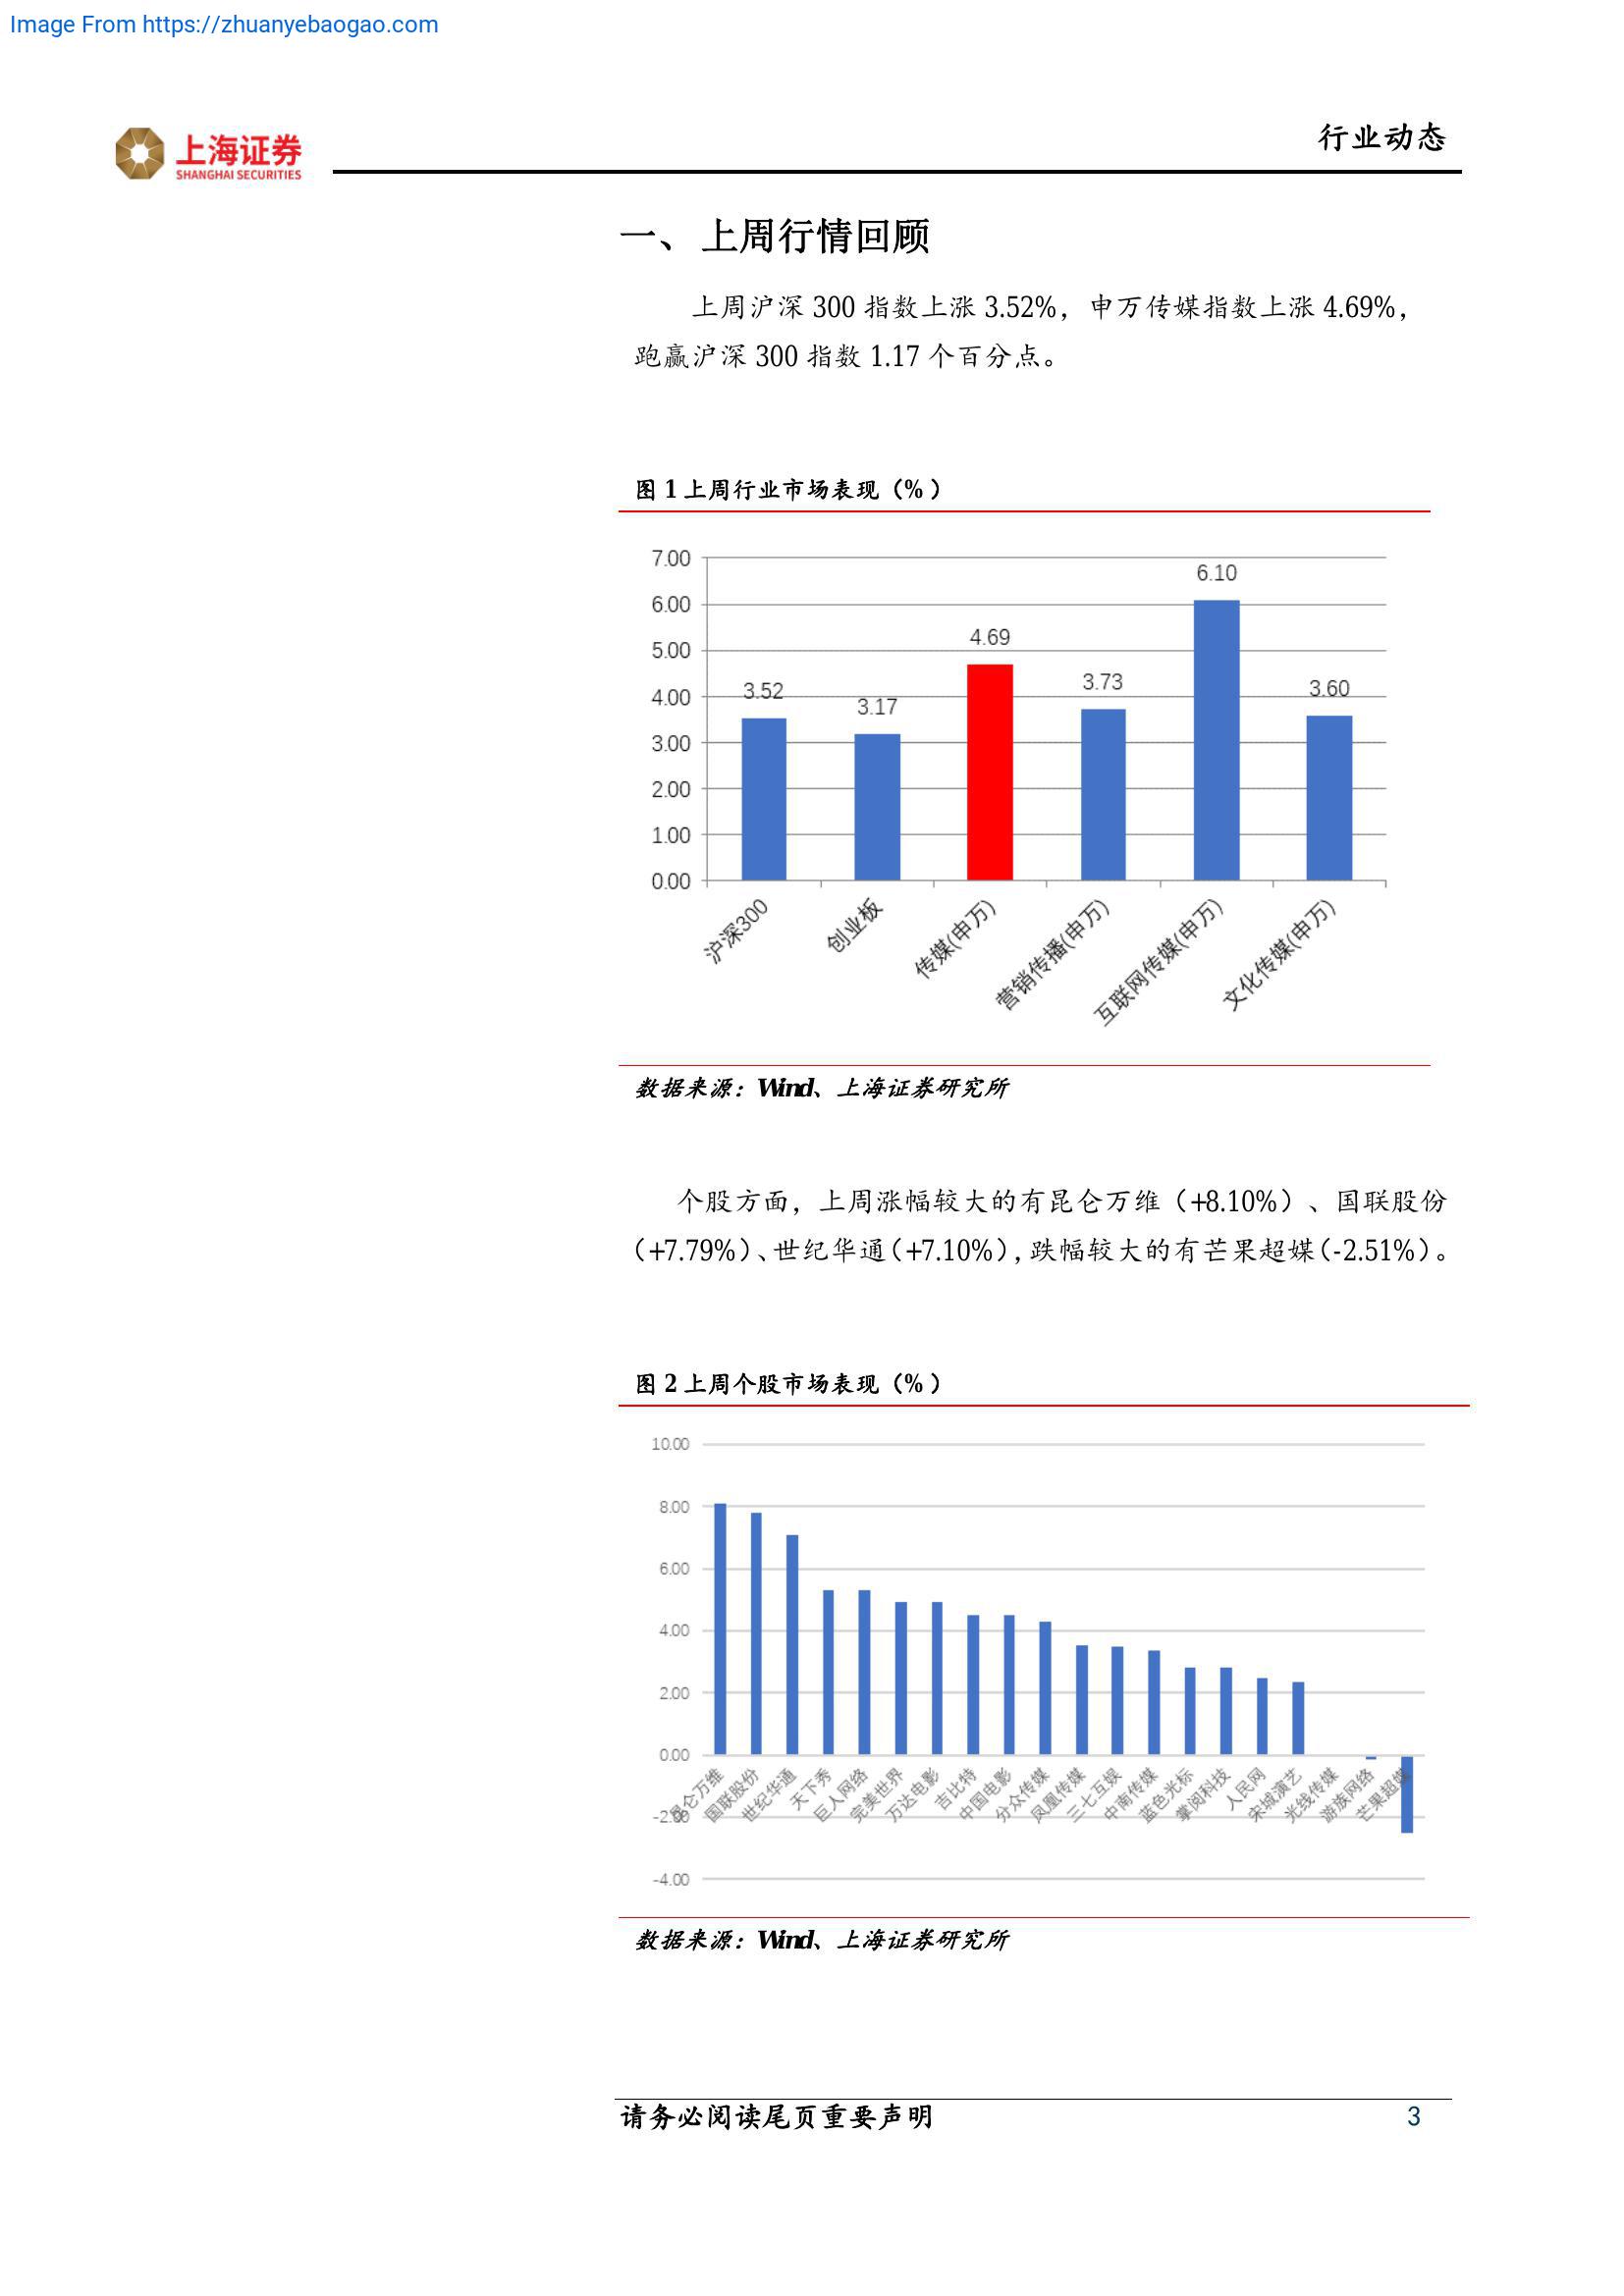 Image From https://zhuanyebaogao.com
上海证券
SHANGHAI SECURITIES
行业动态
一、 上周行情回顾
上周沪深 300 指数上涨 3.52%，申万传媒指数上涨 4.69%，
跑赢沪深 300 指数 1.17 个百分点。
图 1 上周行业市场表现（%）
7.00
6.00
5.00
4.00
3.00
2.00
1.00
0.00
3.52
3.17
4.69
3.73
6.10
3.60
沪深300
创业板
传媒(申万)
营销传播(申万)
互联网传媒(申万)
文化传媒(申万)
数据来源：Wind、上海证券研究所
个股方面，上周涨幅较大的有昆仑万维（+8.10%）、国联股份
（+7.79%）、世纪华通（+7.10%），跌幅较大的有芒果超媒（-2.51%）。
图 2 上周个股市场表现（%）
10.00
8.00
6.00
4.00
2.00
0.00
-2.00
-4.00
昆仑万维
国联股份
世纪华通
天下秀
巨人网络
完美世界
万达电影
吉比特
中国电影
分众传媒
凤凰传媒
三七互娱
中南传媒
蓝色光标
掌阅科技
人民网
宋城演艺
光线传媒
游族网络
芒果超媒
数据来源：Wind、上海证券研究所
请务必阅读尾页重要声明
3